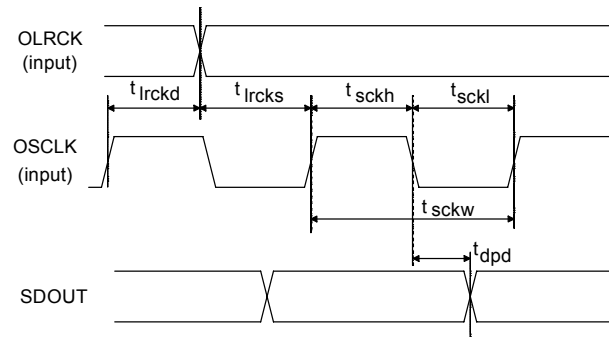 OLRCK
(input)
t lrckd
t lrcks
t sckh
t sckl
OSCLK
(input)
t sckw
t dpd
SDOUT